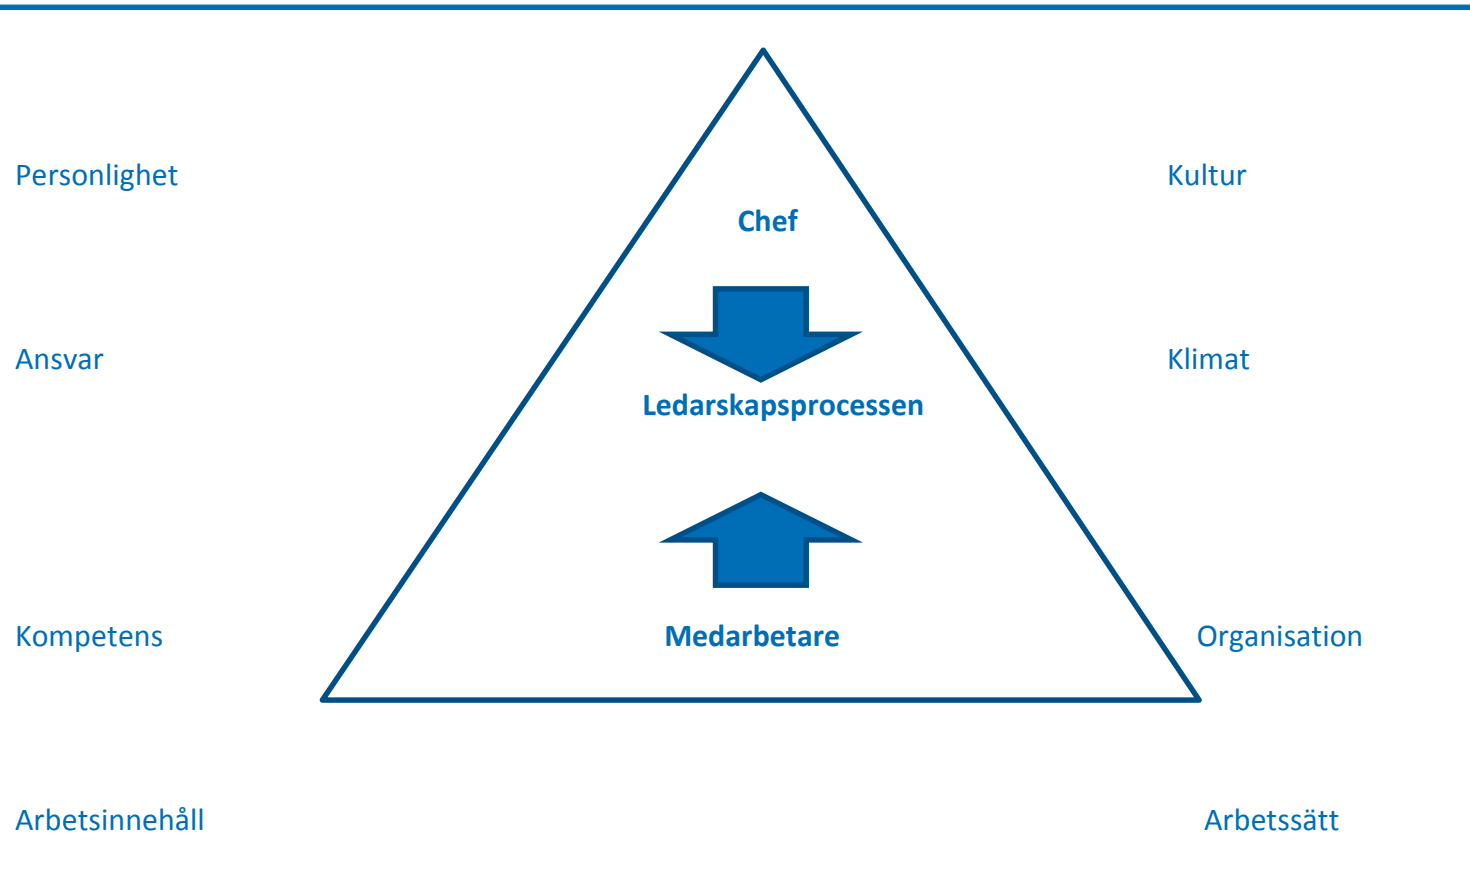 Personlighet
Kultur
Chef
Ansvar
Klimat
Ledarskapsprocessen
Kompetens
Medarbetare
Organisation
Arbetsinnehåll
Arbetssätt